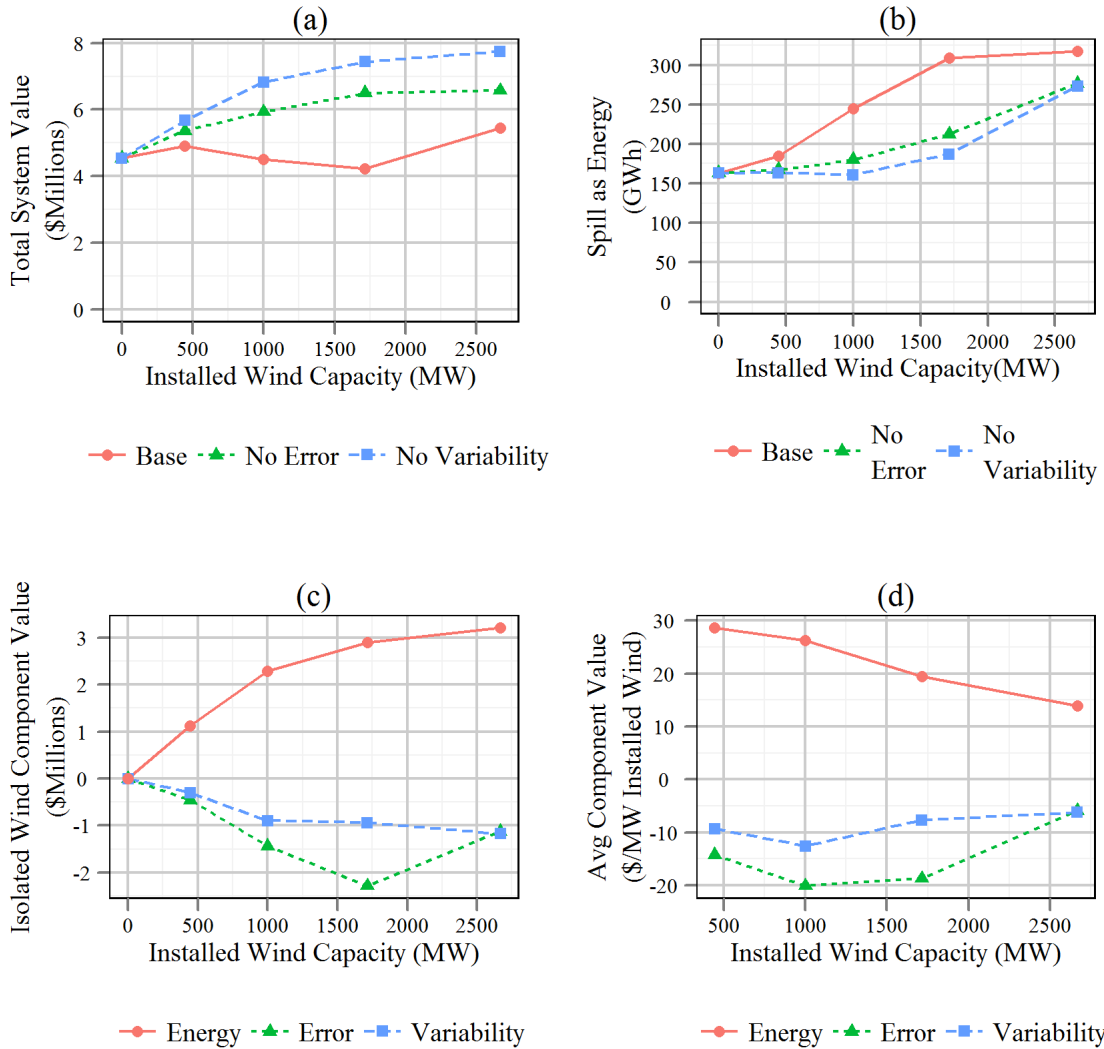 (a)
Total System Value
($Millions)
8
6
4
2
0
0 500 1000 1500 2000 2500
Installed Wind Capacity (MW)
Base No Error No Variability
(b)
Spill as Energy
(GWh)
300
250
200
150
100
50
0
0 500 1000 1500 2000 2500
Installed Wind Capacity(MW)
Base No Error No Variability
(c)
Isolated Wind Component Value
($Millions)
3
2
1
0
-1
-2
0 500 1000 1500 2000 2500
Installed Wind Capacity (MW)
Energy Error Variability
(d)
Avg Component Value
($/MW Installed Wind)
30
20
10
0
-10
-20
500 1000 1500 2000 2500
Installed Wind Capacity (MW)
Energy Error Variability